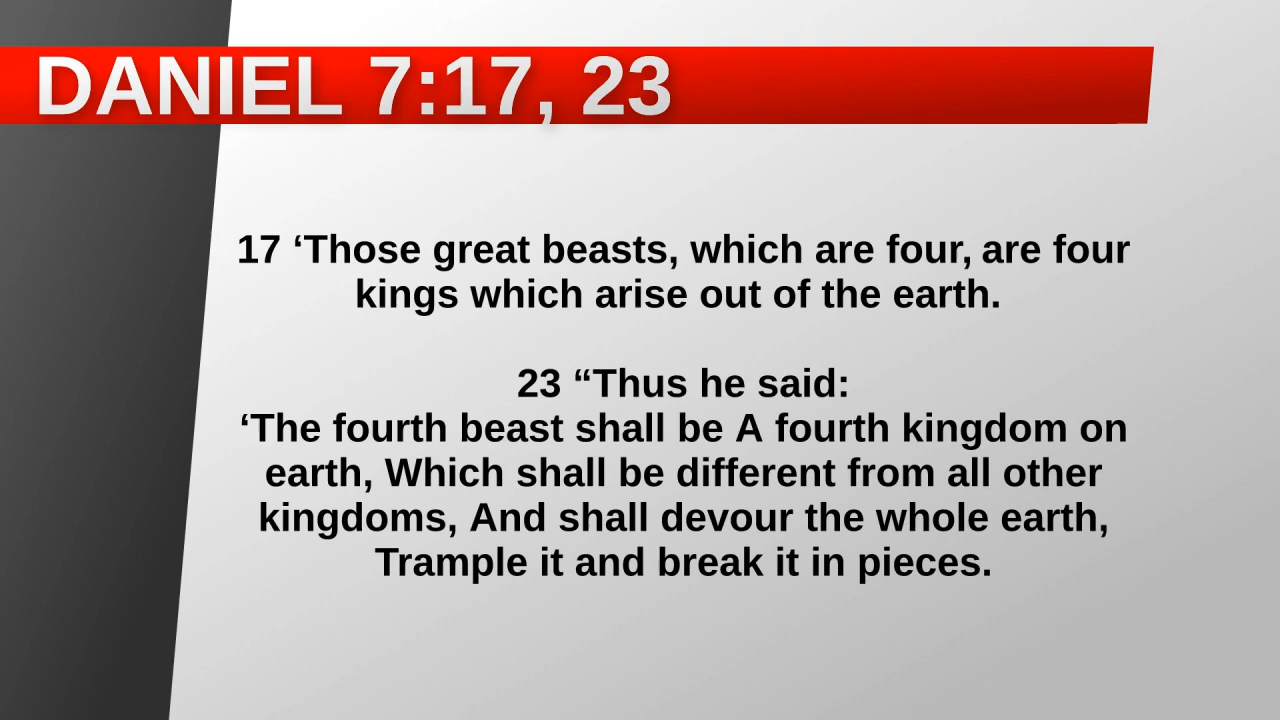 DANIEL 7:17, 23
17 ‘Those great beasts, which are four, are four
kings which arise out of the earth.
23 “Thus he said:
‘The fourth beast shall be A fourth kingdom on
earth, Which shall be different from all other
kingdoms, And shall devour the whole earth,
Trample it and break it in pieces.